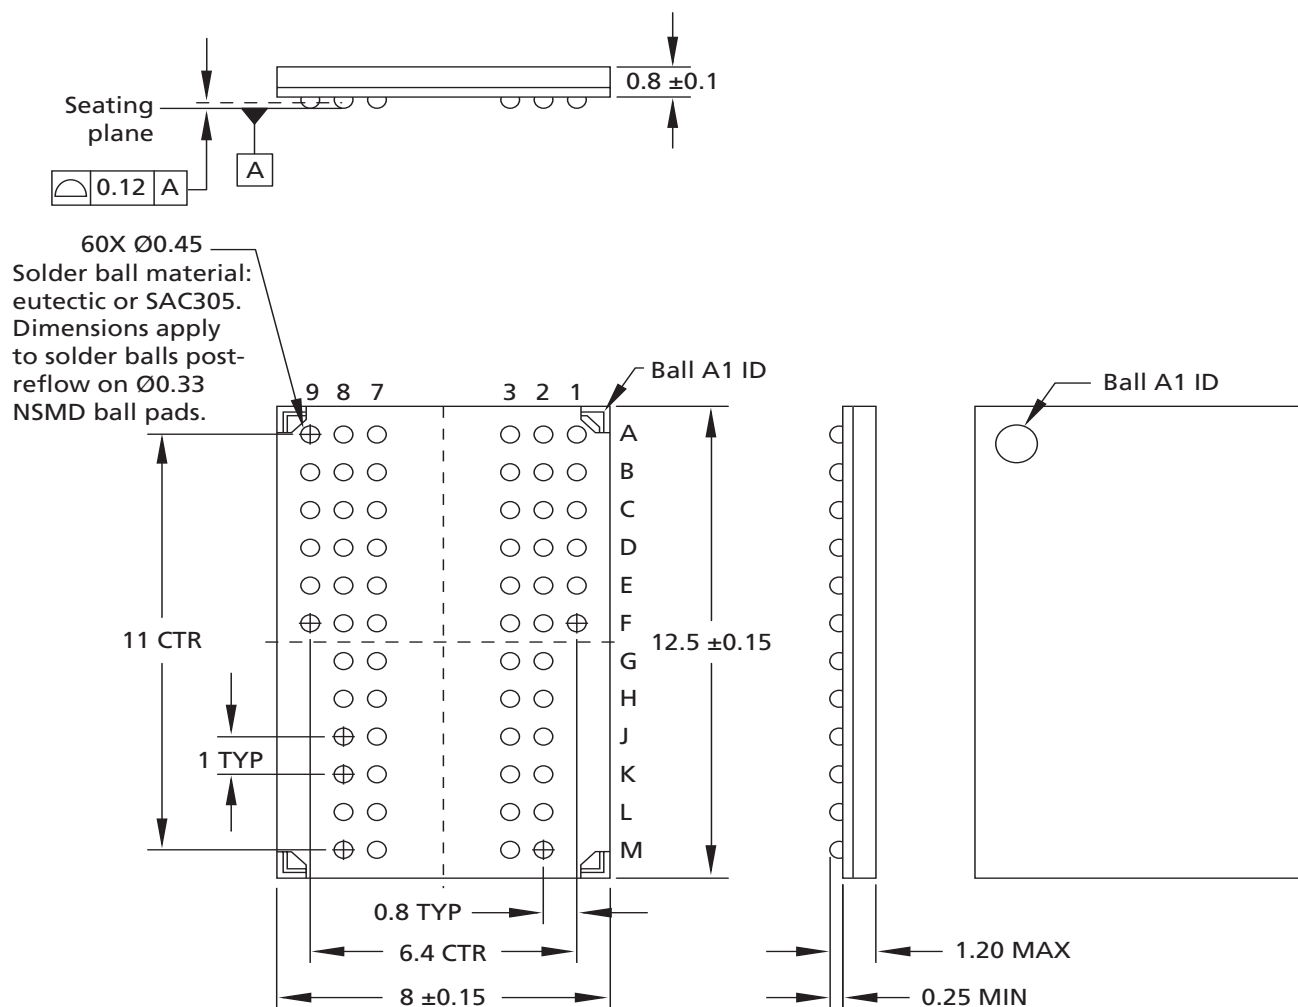 0.8 ±0.1
Seating
plane
A
0.12 A
60X Ø0.45
Solder ball material:
eutectic or SAC305.
Dimensions apply
to solder balls post-
reflow on Ø0.33
NSMD ball pads.
9 8 7 3 2 1
Ball A1 ID
Ball A1 ID
A
B
C
D
E
F
11 CTR
12.5 ±0.15
G
H
J
1 TYP
K
L
M
0.8 TYP
6.4 CTR
1.20 MAX
8 ±0.15
0.25 MIN